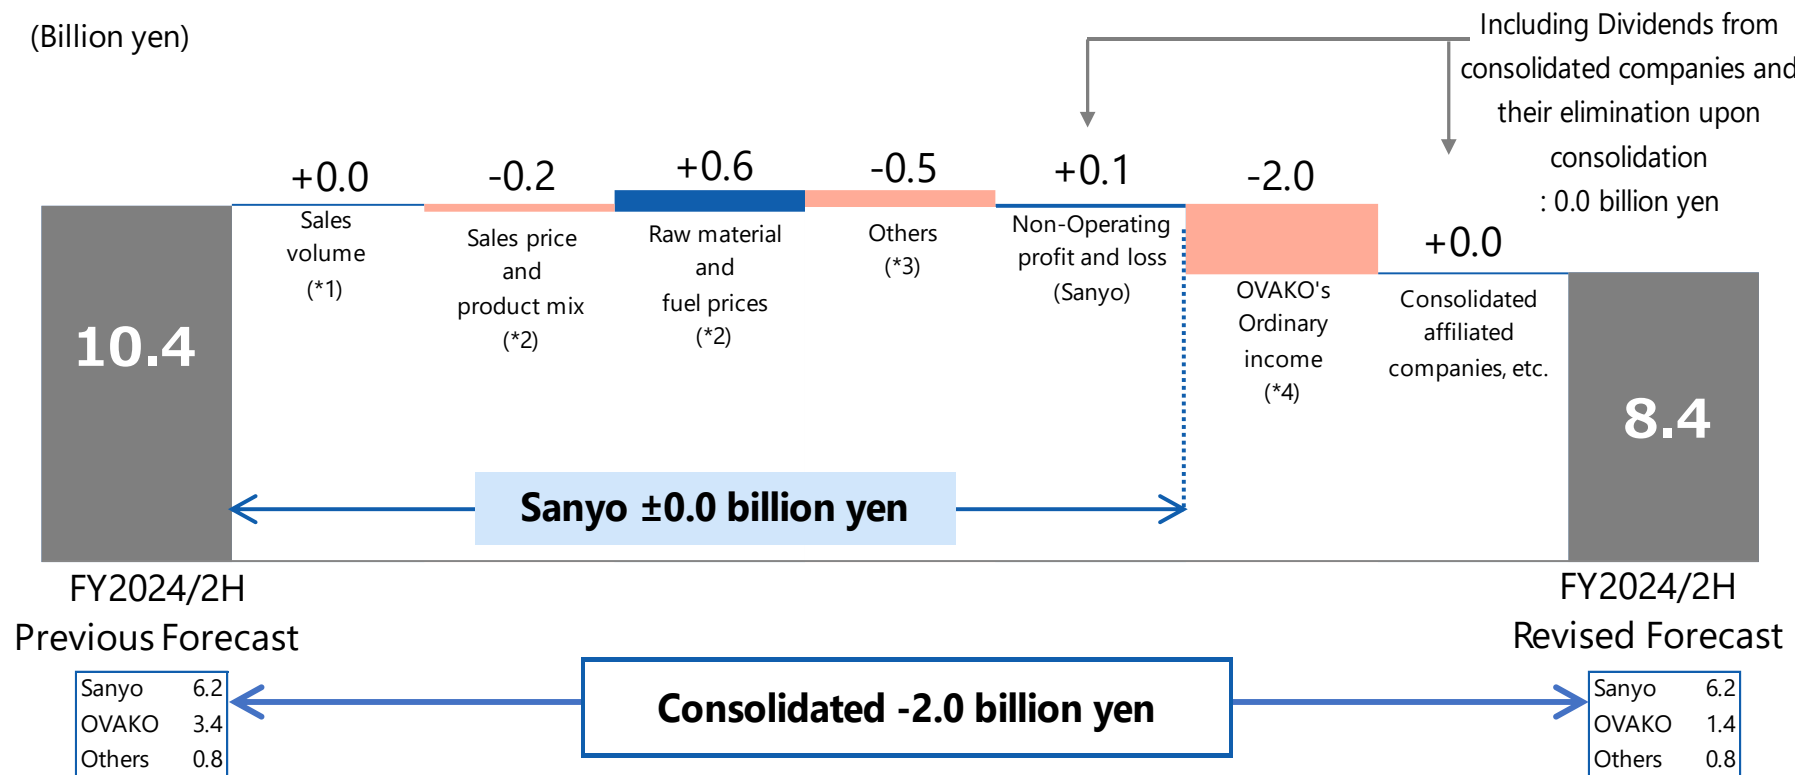 (Billion yen)
Including Dividends from
consolidated companies and
their elimination upon
consolidation
: 0.0 billion yen
+0.0
Sales
volume
(*1)
-0.2
Sales price
and
product mix
(*2)
+0.6
Raw material
and
fuel prices
(*2)
-0.5
Others
(*3)
+0.1
Non-Operating
profit and loss
(Sanyo)
-2.0
OVAKO's
Ordinary
income
(*4)
+0.0
Consolidated
affiliated
companies, etc.
10.4
8.4
Sanyo ±0.0 billion yen
FY2024/2H
Previous Forecast
FY2024/2H
Revised Forecast
Sanyo 6.2
OVAKO 3.4
Others 0.8
Consolidated -2.0 billion yen
Sanyo 6.2
OVAKO 1.4
Others 0.8